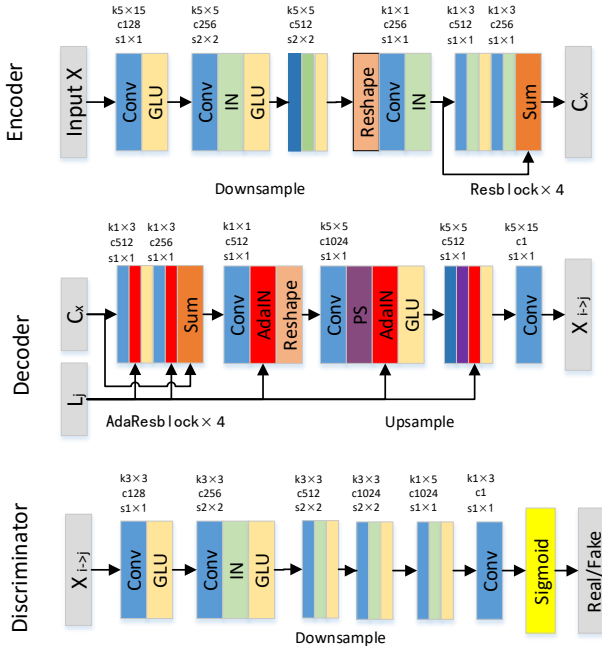 Encoder
Input X
k5×15
c128
s1×1
Conv
GLU
k5×5
c256
s2×2
Conv
IN
GLU
k5×5
c512
s2×2
Downsample
Reshape
k1×1
c256
s1×1
Conv
IN
k1×3
c512
s1×1
k1×3
c256
s1×1
Sum
Resblock×4
Cx
Decoder
Cx
Lj
k1×3
c512
s1×1
k1×3
c256
s1×1
Sum
AdaResblock×4
k1×1
c512
s1×1
Conv
AdaIN
Reshape
k5×5
c1024
s1×1
Conv
PS
AdaIN
GLU
k5×5
c512
s1×1
Upsample
k5×15
c1
s1×1
Conv
X i->j
Discriminator
X i->j
k3×3
c128
s1×1
Conv
GLU
k3×3
c256
s2×2
Conv
IN
GLU
k3×3
c512
s2×2
k3×3
c1024
s2×2
k1×5
c1024
s1×1
Downsample
k1×3
c1
s1×1
Conv
Sigmoid
Real/Fake